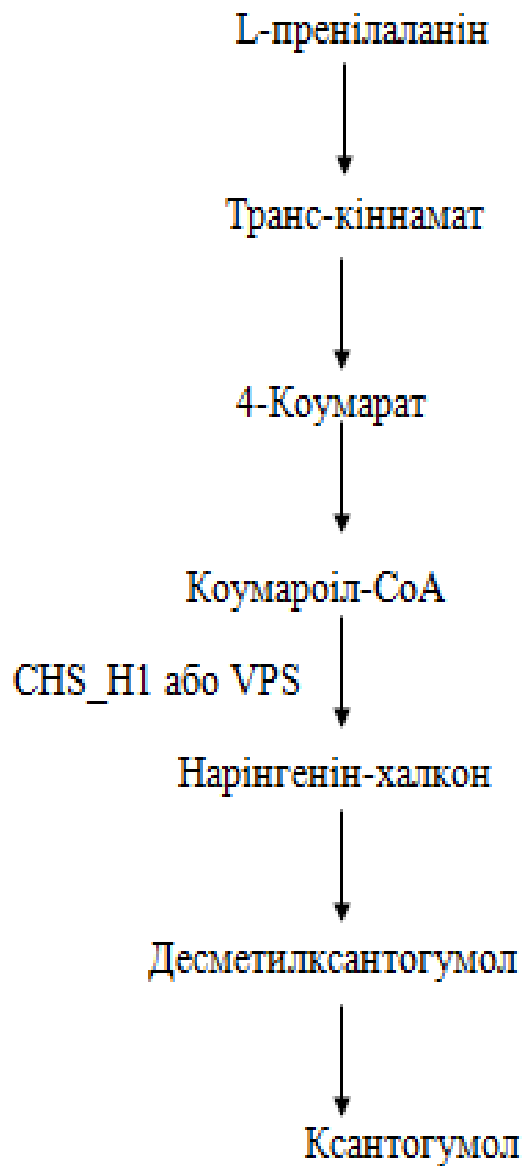 L-пренілаланін
Транс-кіннамат
4-Коумарат
Коумароіл-СоА
CHS_H1 або VPS
Нарінгенін-халкон
Десметилксантогумол
Ксантогумол